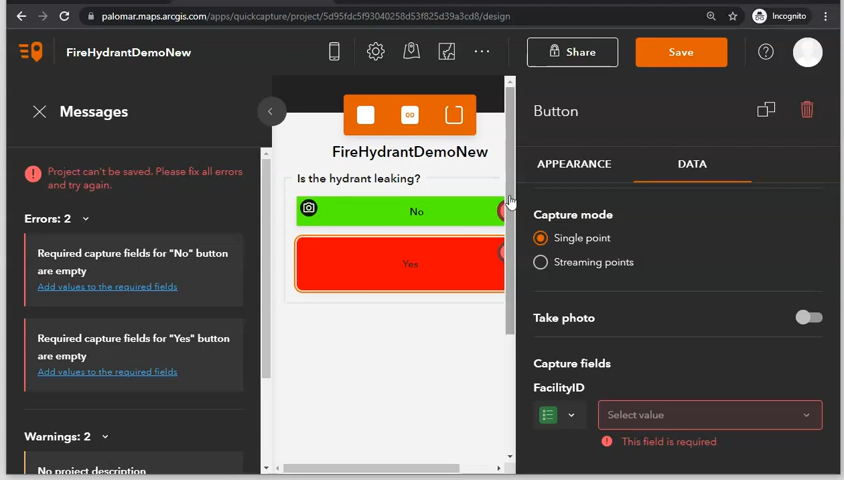 palomar.maps.arcgis.com/apps/quickcapture/project/5d95fdc5f93040258d53f825d39a3cd8/design
Incognito
FireHydrantDemoNew
Share
Save
Messages
Project can't be saved. Please fix all errors
and try again.
Errors: 2
Required capture fields for "No" button
are empty
Add values to the required fields
Required capture fields for "Yes" button
are empty
Add values to the required fields
Warnings: 2
No project description
FireHydrantDemoNew
Is the hydrant leaking?
No
Yes
Button
APPEARANCE
DATA
Capture mode
Single point
Streaming points
Take photo
Capture fields
FacilityID
Select value
This field is required